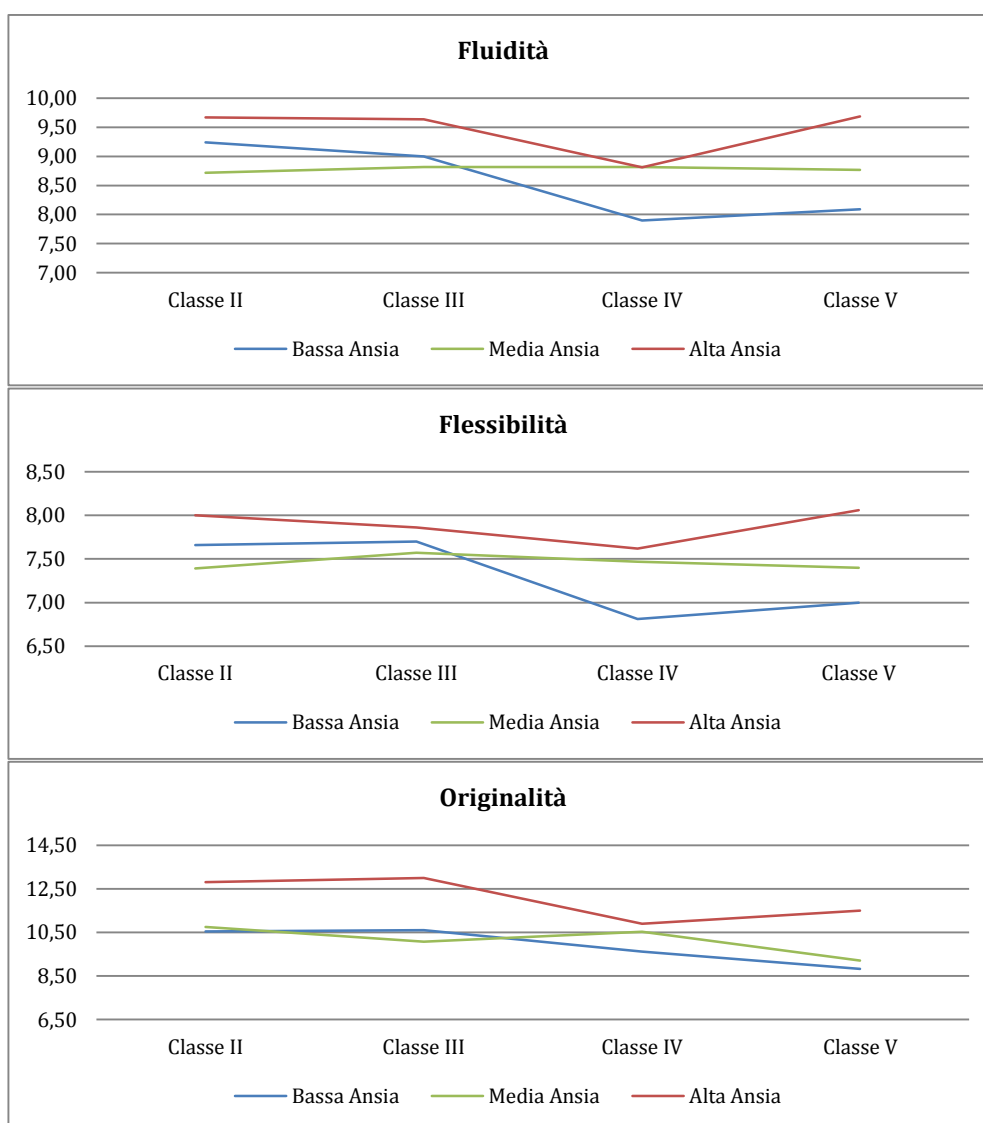 Fluidità
10,00
9,50
9,00
8,50
8,00
7,50
7,00
Classe II Classe III Classe IV Classe V
Bassa Ansia Media Ansia Alta Ansia
Flessibilità
8,50
8,00
7,50
7,00
6,50
Classe II Classe III Classe IV Classe V
Bassa Ansia Media Ansia Alta Ansia
Originalità
14,50
12,50
10,50
8,50
6,50
Classe II Classe III Classe IV Classe V
Bassa Ansia Media Ansia Alta Ansia